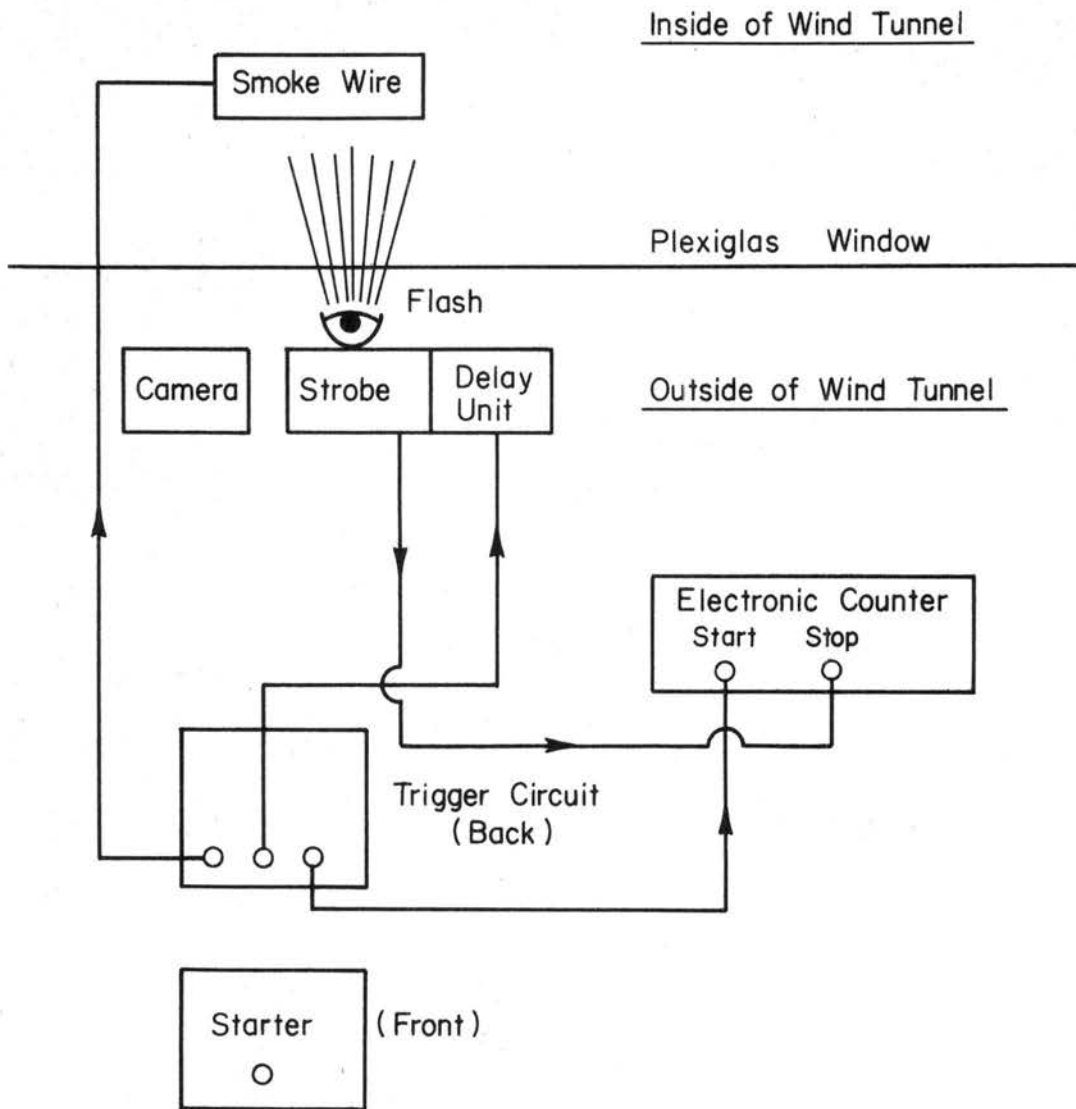 Inside of Wind Tunnel
Smoke Wire
Plexiglas Window
Flash
Camera
Strobe
Delay
Unit
Outside of Wind Tunnel
Electronic Counter
Start Stop
Trigger Circuit
(Back)
Starter
(Front)